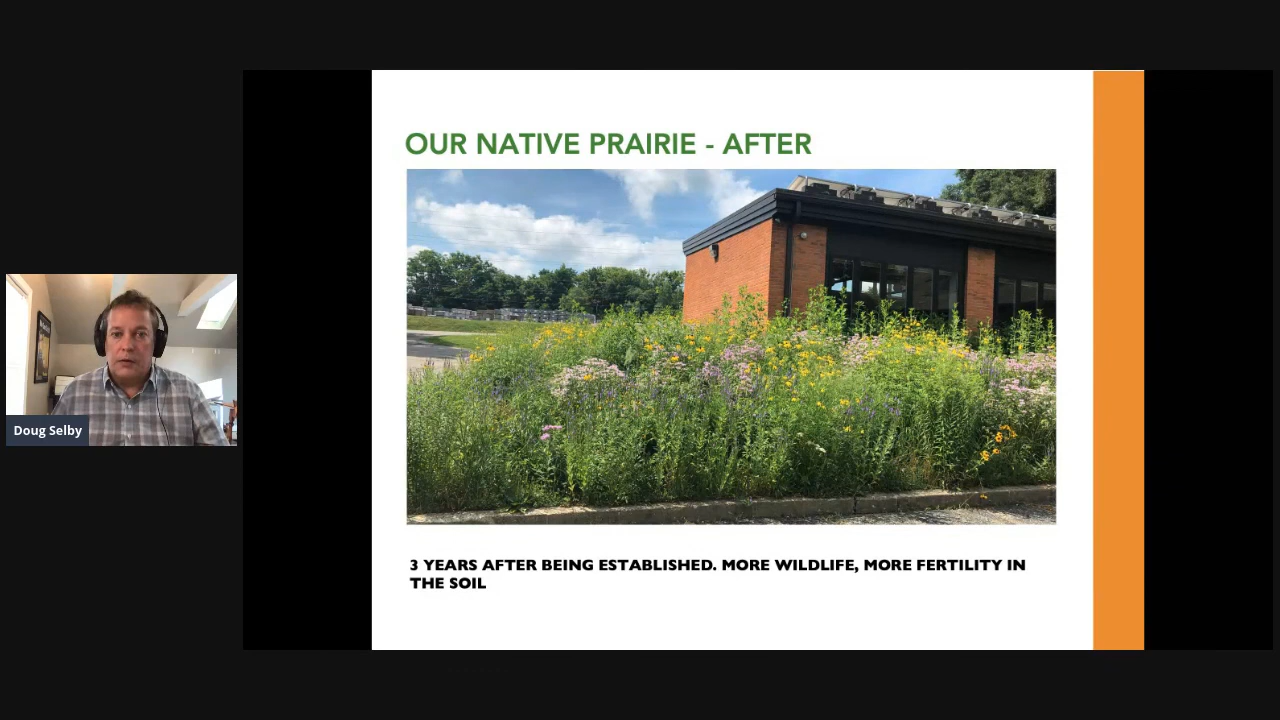 OUR NATIVE PRAIRIE - AFTER
Doug Selby
3 YEARS AFTER BEING ESTABLISHED. MORE WILDLIFE, MORE FERTILITY IN
THE SOIL